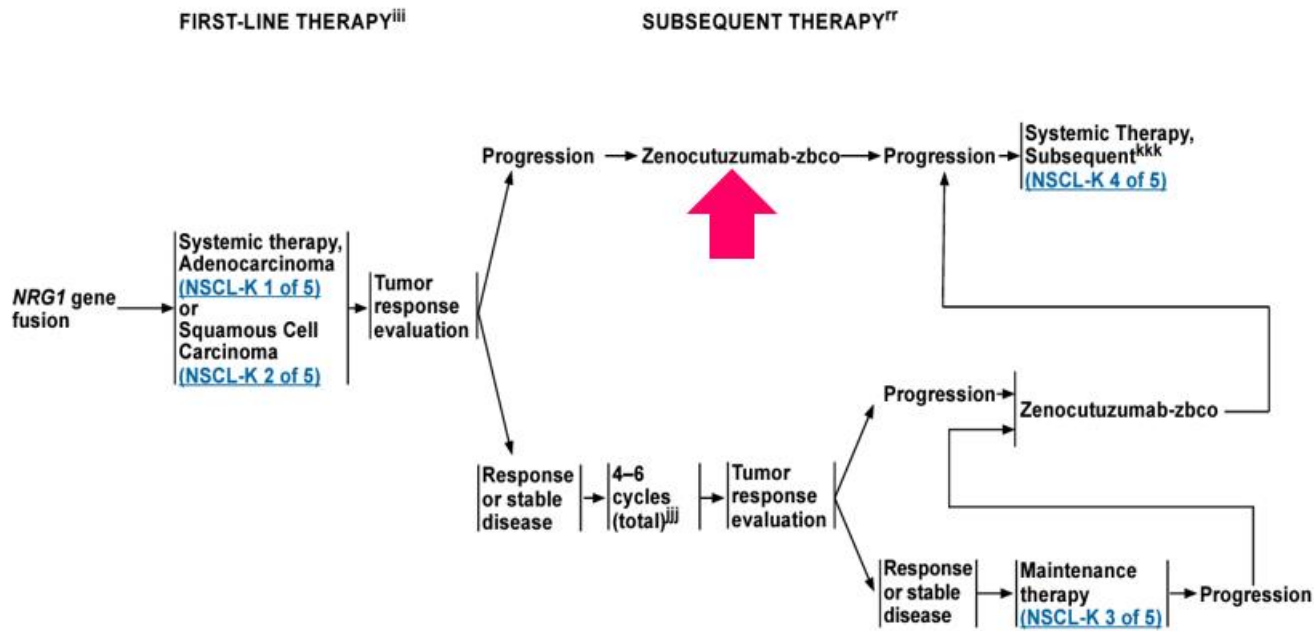 FIRST-LINE THERAPYiii
SUBSEQUENT THERAPYrr
NRG1 gene
fusion
Systemic therapy,
Adenocarcinoma
(NSCL-K 1 of 5)
or
Squamous Cell
Carcinoma
(NSCL-K 2 of 5)
Tumor
response
evaluation
Progression
Zenocutuzumab-zbco
Progression
Systemic Therapy,
Subsequentkkk
(NSCL-K 4 of 5)
Response
or stable
disease
4–6
cycles
(total)jjj
Tumor
response
evaluation
Progression
Zenocutuzumab-zbco
Response
or stable
disease
Maintenance
therapy
(NSCL-K 3 of 5)
Progression